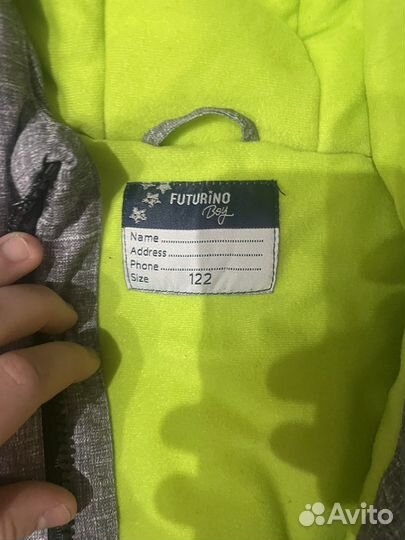 FUTURINO
Boy
Name ........................
Address ........................
Phone ........................
Size 122
Avito